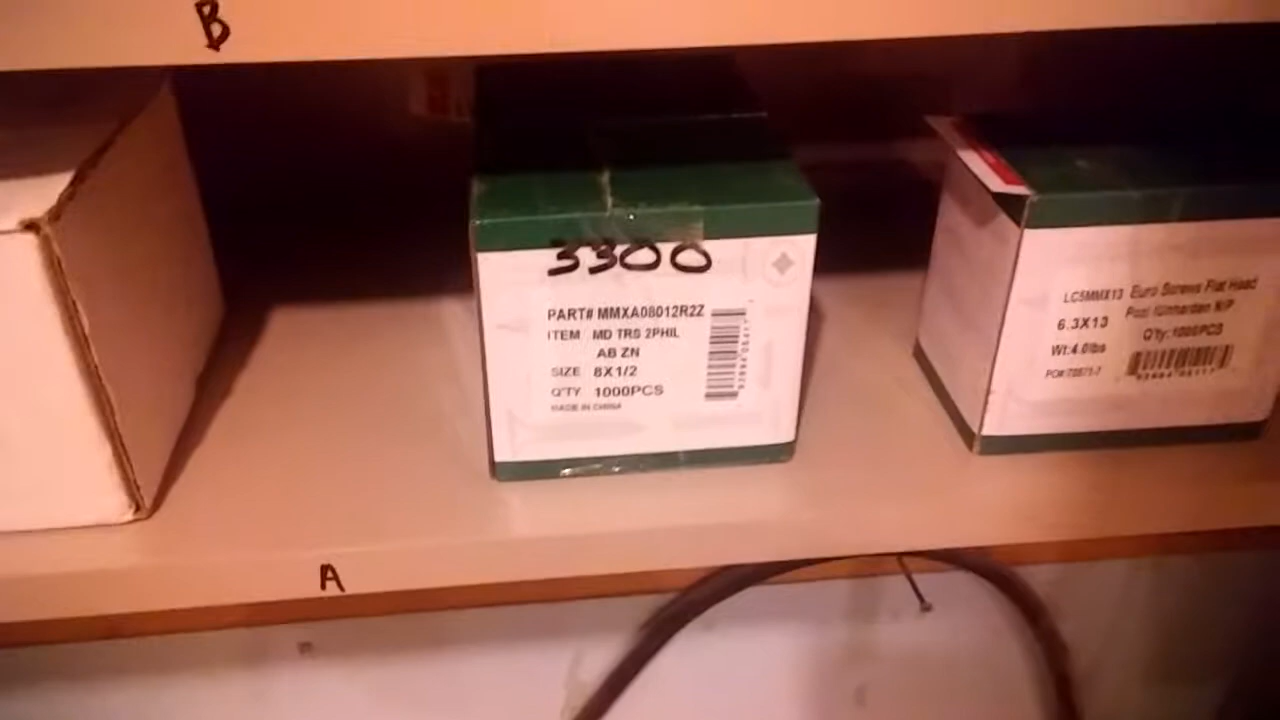 B
3300
PART# MMXA08012R2Z
ITEM MD TRS 2PHIL
AB ZN
SIZE 8X1/2
Q'TY 1000PCS
MADE IN CHINA
LC5MMX13 Euro Screws Flat Head
6.3X13
Q'ty:1000PCS
Wt:4.0lbs
A